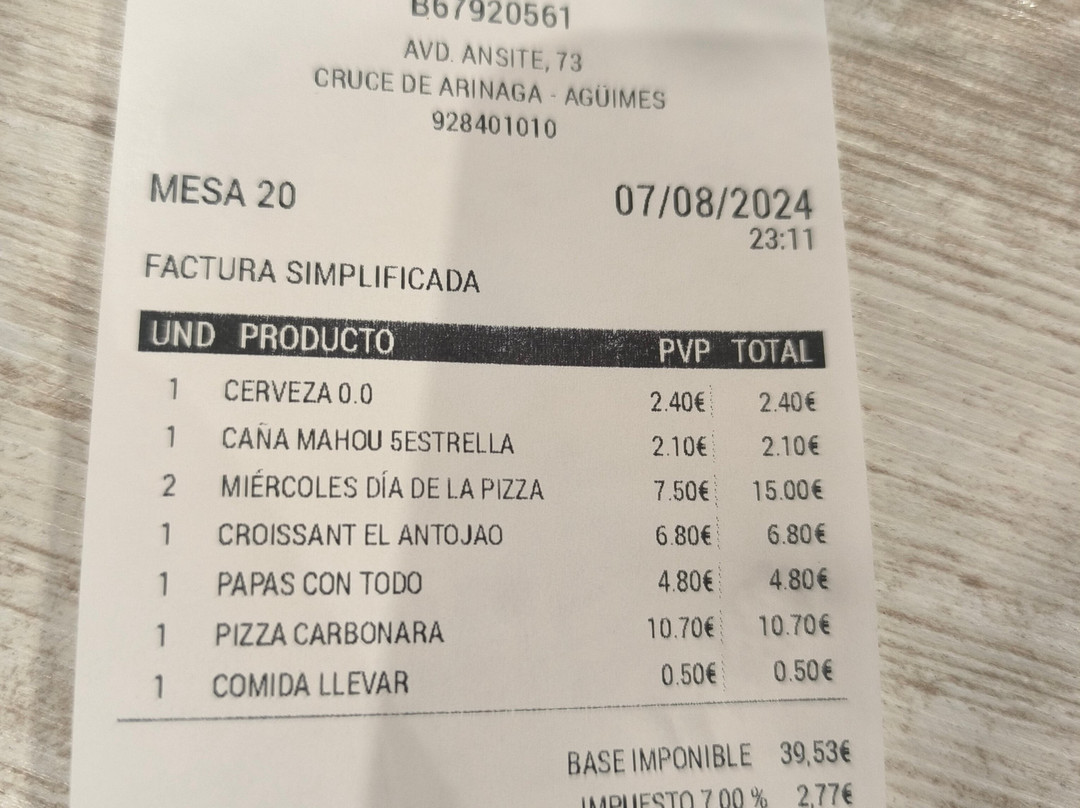 B67920561
AVD. ANSITE, 73
CRUCE DE ARINAGA - AGÜIMES
928401010
MESA 20 07/08/2024
23:11
FACTURA SIMPLIFICADA
UND PRODUCTO PVP TOTAL
1 CERVEZA 0.0 2.40€ 2.40€
1 CAÑA MAHOU 5ESTRELLA 2.10€ 2.10€
2 MIÉRCOLES DÍA DE LA PIZZA 7.50€ 15.00€
1 CROISSANT EL ANTOJAO 6.80€ 6.80€
1 PAPAS CON TODO 4.80€ 4.80€
1 PIZZA CARBONARA 10.70€ 10.70€
1 COMIDA LLEVAR 0.50€ 0.50€
BASE IMPONIBLE 39,53€
IMPUESTO 7.00 % 2,77€